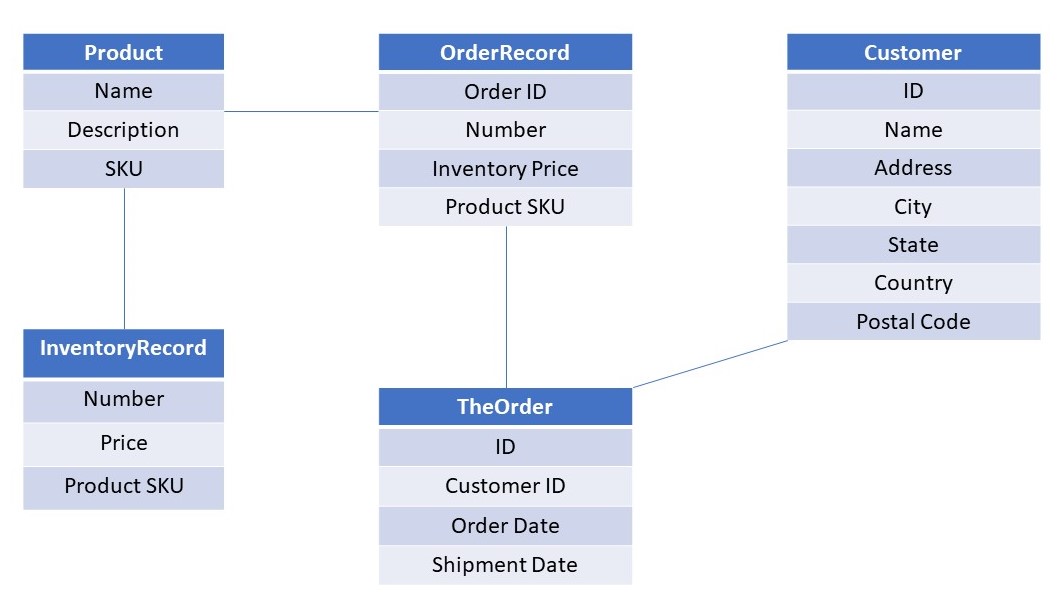 Product
Name
Description
SKU
OrderRecord
Order ID
Number
Inventory Price
Product SKU
Customer
ID
Name
Address
City
State
Country
Postal Code
InventoryRecord
Number
Price
Product SKU
TheOrder
ID
Customer ID
Order Date
Shipment Date